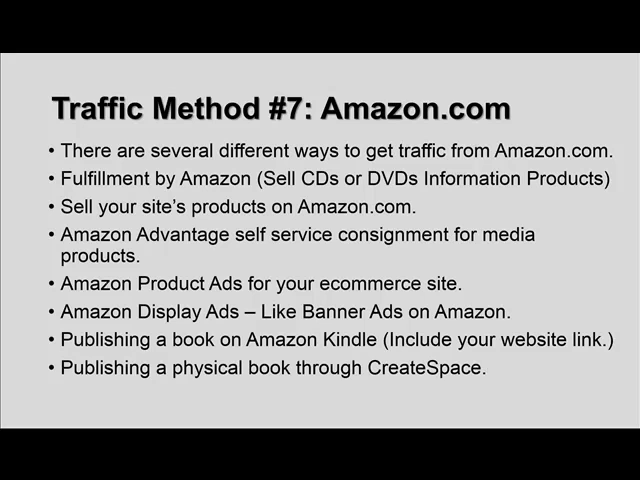 Traffic Method #7: Amazon.com
• There are several different ways to get traffic from Amazon.com.
• Fulfillment by Amazon (Sell CDs or DVDs Information Products)
• Sell your site's products on Amazon.com.
• Amazon Advantage self service consignment for media
products.
• Amazon Product Ads for your ecommerce site.
• Amazon Display Ads – Like Banner Ads on Amazon.
• Publishing a book on Amazon Kindle (Include your website link.)
• Publishing a physical book through CreateSpace.